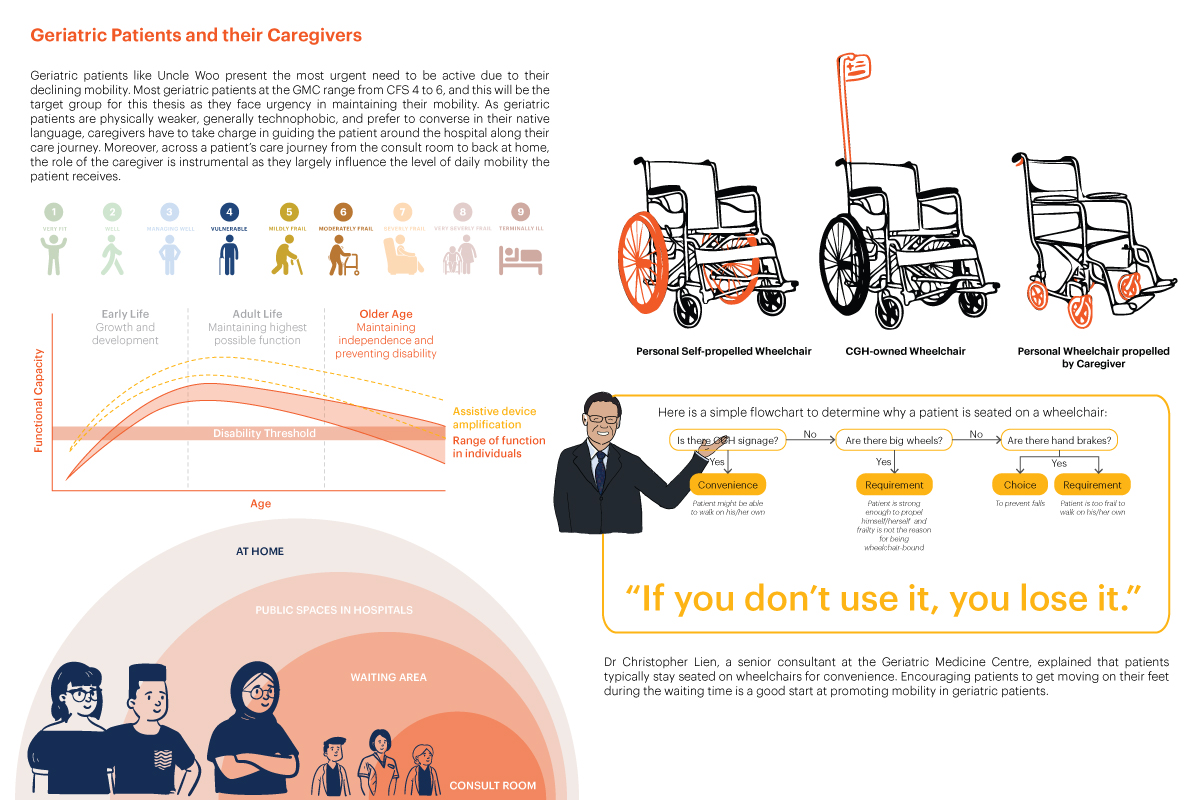 Geriatric Patients and their Caregivers
Geriatric patients like Uncle Woo present the most urgent need to be active due to their
declining mobility. Most geriatric patients at the GMC range from CFS 4 to 6, and this will be the
target group for this thesis as they face urgency in maintaining their mobility. As geriatric
patients are physically weaker, generally technophobic, and prefer to converse in their native
language, caregivers have to take charge in guiding the patient around the hospital along their
care journey. Moreover, across a patient's care journey from the consult room to back at home,
the role of the caregiver is instrumental as they largely influence the level of daily mobility the
patient receives.
1
2
3
4
5
6
7
8
9
VERY FIT
WELL
MANAGING WELL
VULNERABLE
MILDLY FRAIL
MODERATELY FRAIL
SEVERLY FRAIL
VERY SEVERLY FRAIL
TERMINALLY ILL
Functional Capacity
Early Life
Growth and
development
Adult Life
Maintaining highest
possible function
Older Age
Maintaining
independence and
preventing disability
Disability Threshold
Assistive device
amplification
Range of function
in individuals
Age
AT HOME
PUBLIC SPACES IN HOSPITALS
WAITING AREA
CONSULT ROOM
Personal Self-propelled Wheelchair
CGH-owned Wheelchair
Personal Wheelchair propelled
by Caregiver
Here is a simple flowchart to determine why a patient is seated on a wheelchair:
Is there CGH signage?
No
Are there big wheels?
No
Are there hand brakes?
Yes
Yes
Yes
Convenience
Requirement
Choice
Requirement
Patient might be able
to walk on his/her own
Patient is strong
enough to propel
himself/herself and
frailty is not the reason
for being
wheelchair-bound
To prevent falls
Patient is too frail to
walk on his/her own
"If you don't use it, you lose it."
Dr Christopher Lien, a senior consultant at the Geriatric Medicine Centre, explained that patients
typically stay seated on wheelchairs for convenience. Encouraging patients to get moving on their feet
during the waiting time is a good start at promoting mobility in geriatric patients.